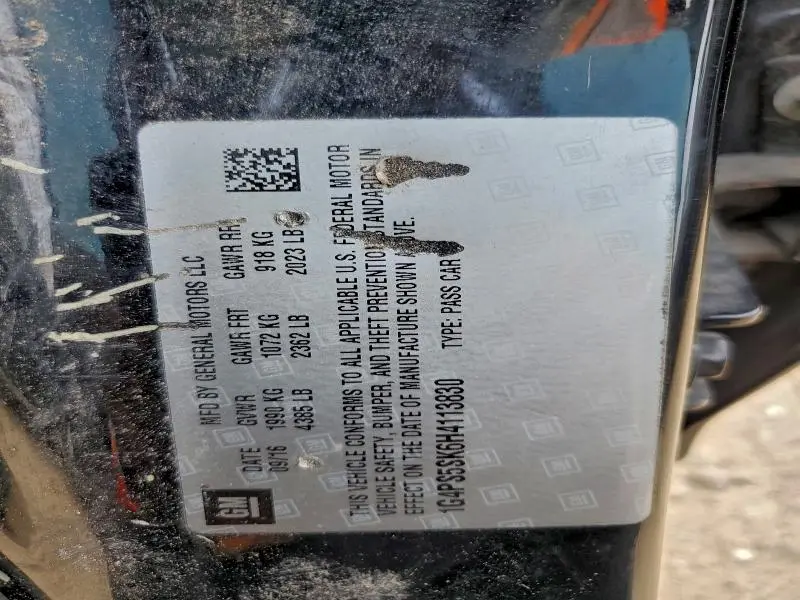 GM
MFD BY GENERAL MOTORS LLC
DATE GVWR GAWR FRT GAWR RR
09/16 1990 KG 1072 KG 918 KG
4385 LB 2362 LB 2023 LB
THIS VEHICLE CONFORMS TO ALL APPLICABLE U.S. FEDERAL MOTOR
VEHICLE SAFETY, BUMPER, AND THEFT PREVENTION STANDARDS IN
EFFECT ON THE DATE OF MANUFACTURE SHOWN ABOVE.
1G4PS5SK6H4113830 TYPE: PASS CAR